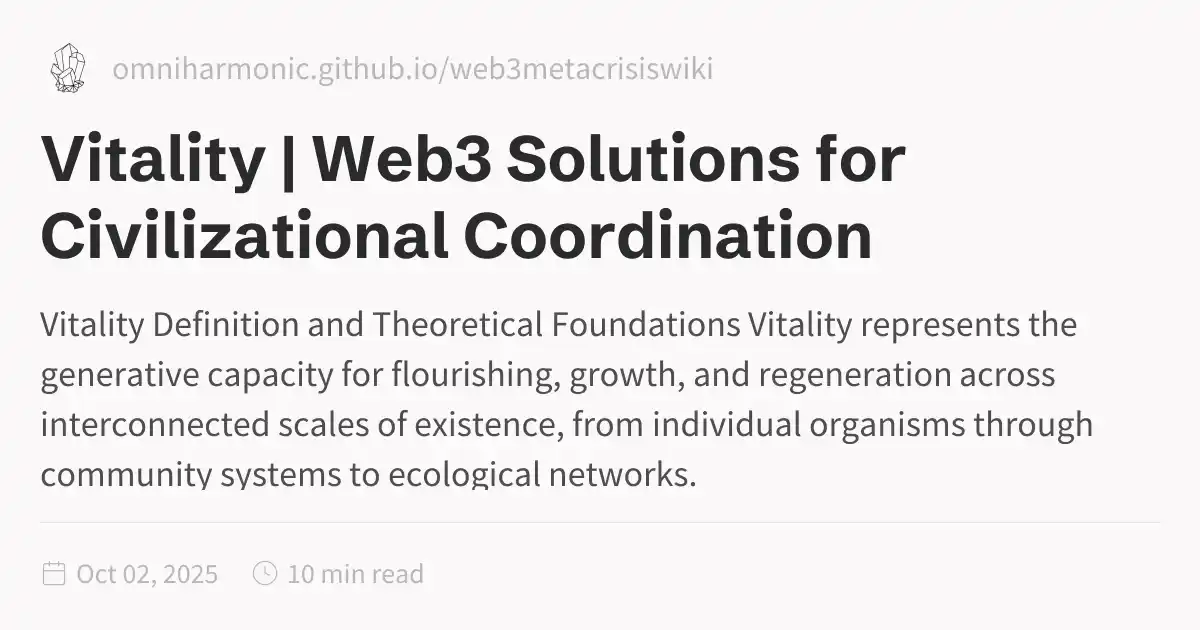 omniharmonic.github.io/web3metacrisiswiki
Vitality | Web3 Solutions for
Civilizational Coordination
Vitality Definition and Theoretical Foundations Vitality represents the
generative capacity for flourishing, growth, and regeneration across
interconnected scales of existence, from individual organisms through
community systems to ecological networks.
Oct 02, 2025
10 min read